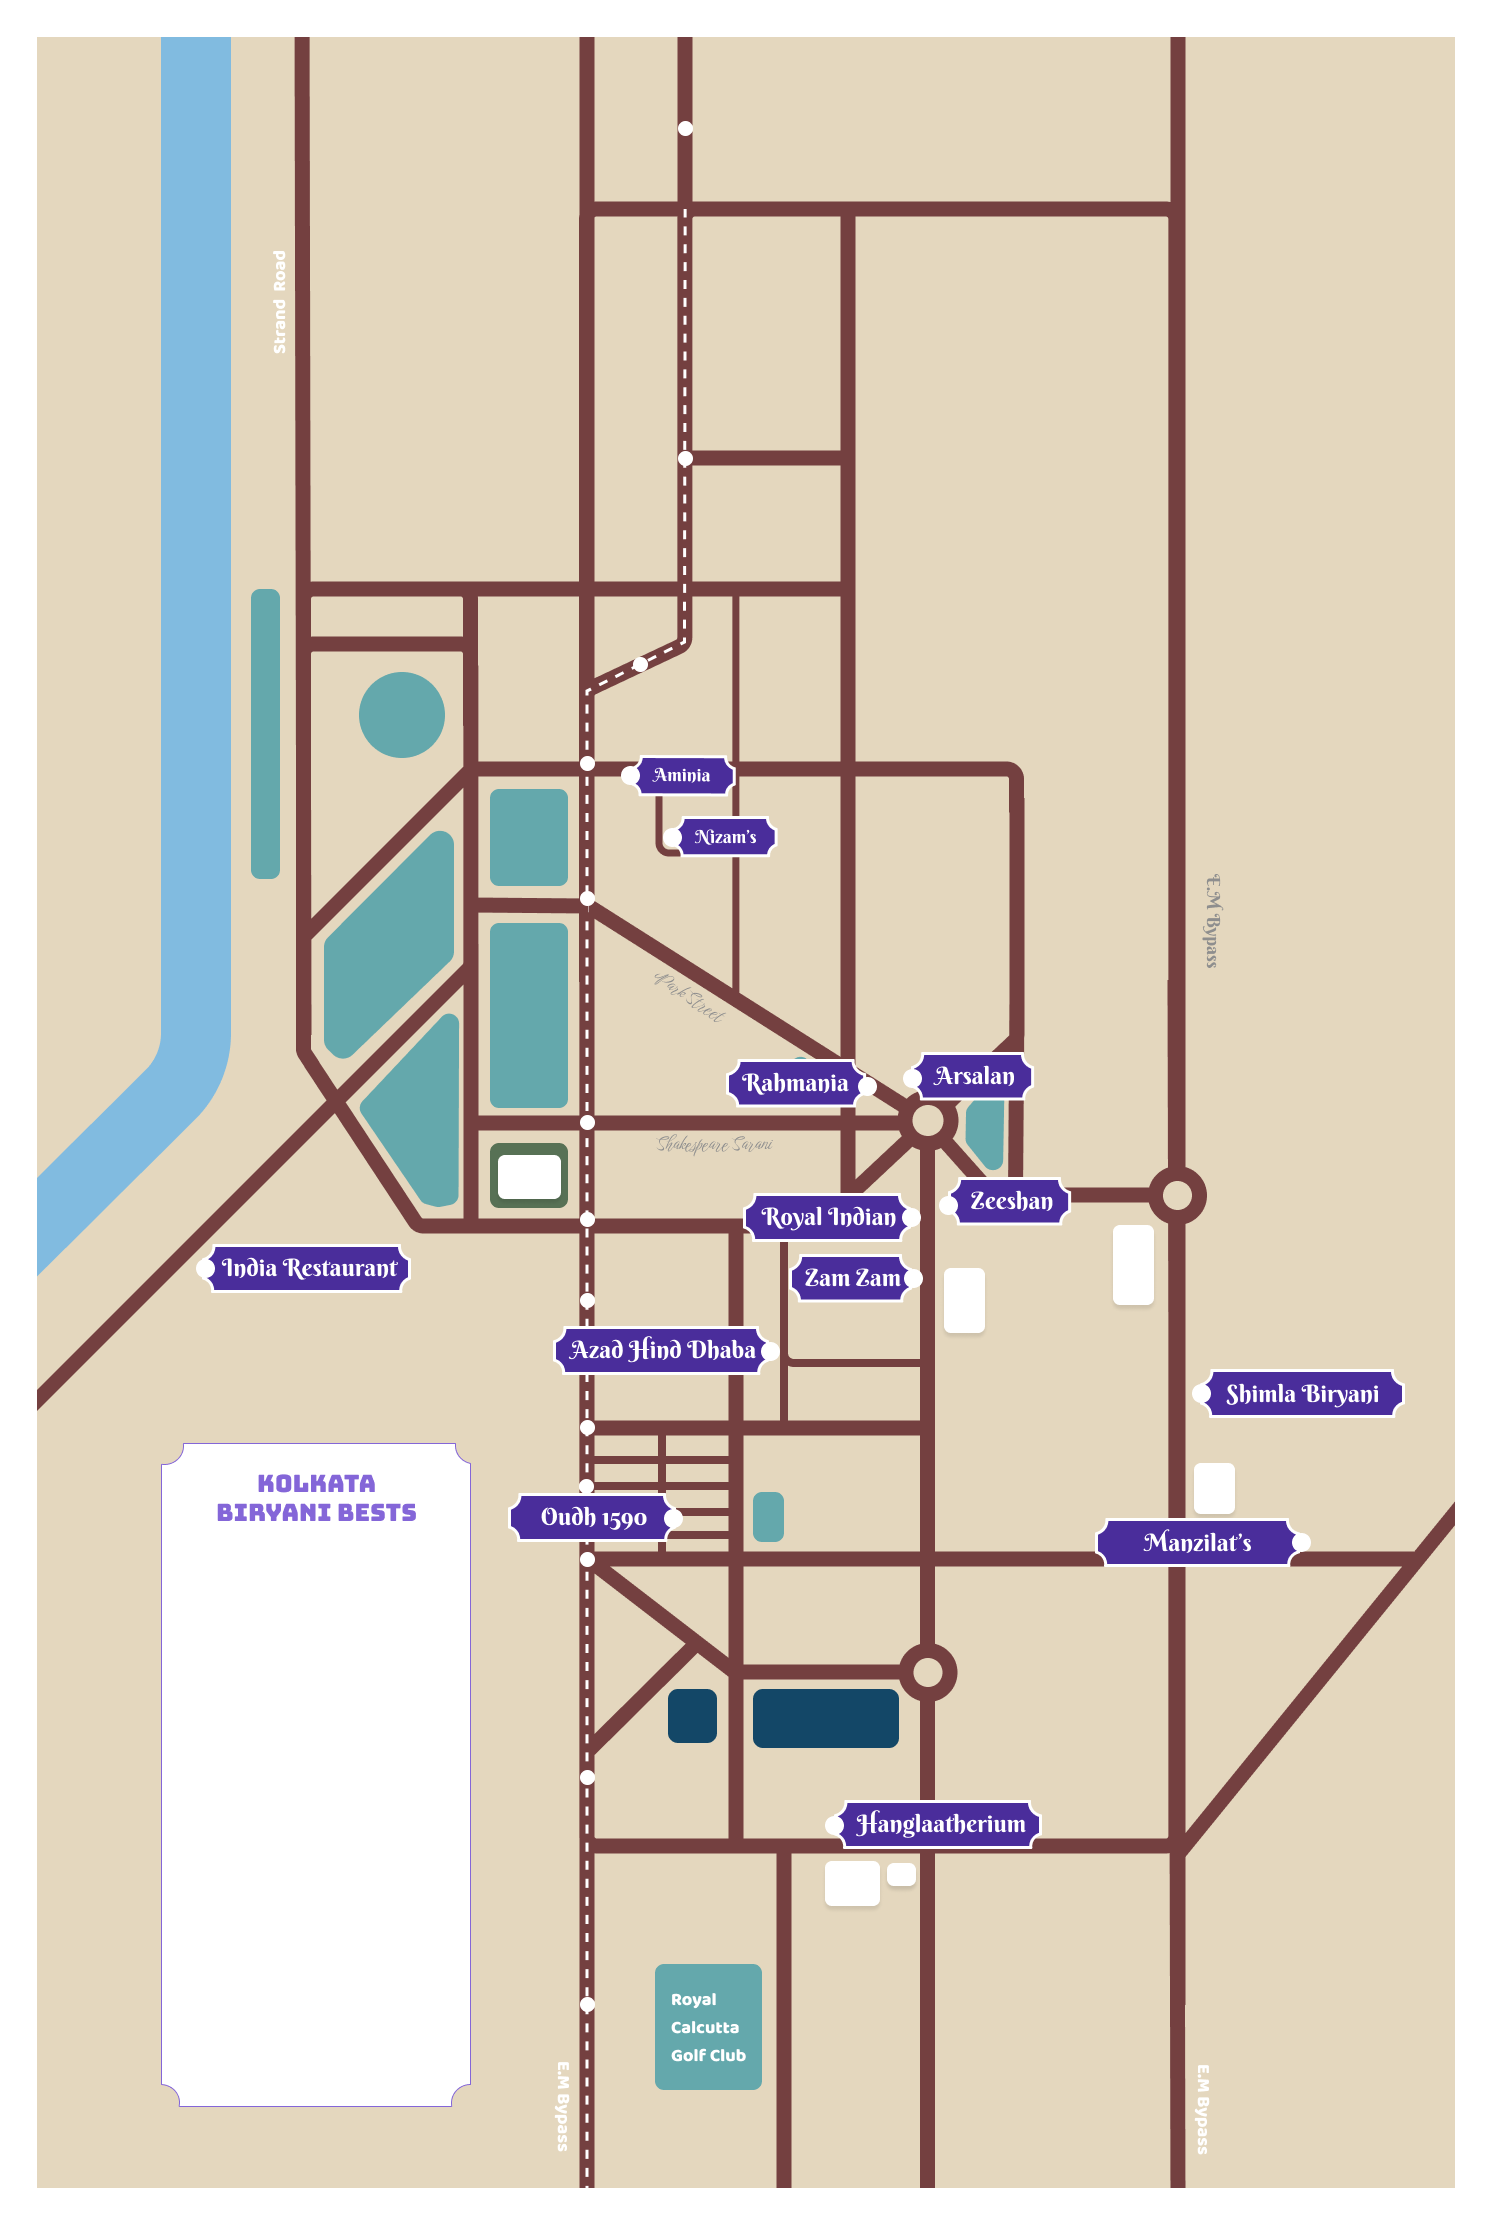 Strand Road
Aminia
Nizam's
E.M Bypass
Park Street
Rahmania
Arsalan
Shakespeare Sarani
Zeeshan
Royal Indian
India Restaurant
Zam Zam
Azad Hind Dhaba
Shimla Biryani
KOLKATA
BIRYANI BESTS
Oudh 1590
Manzilat's
Hanglaatherium
Royal
Calcutta
Golf Club
E.M Bypass
E.M Bypass